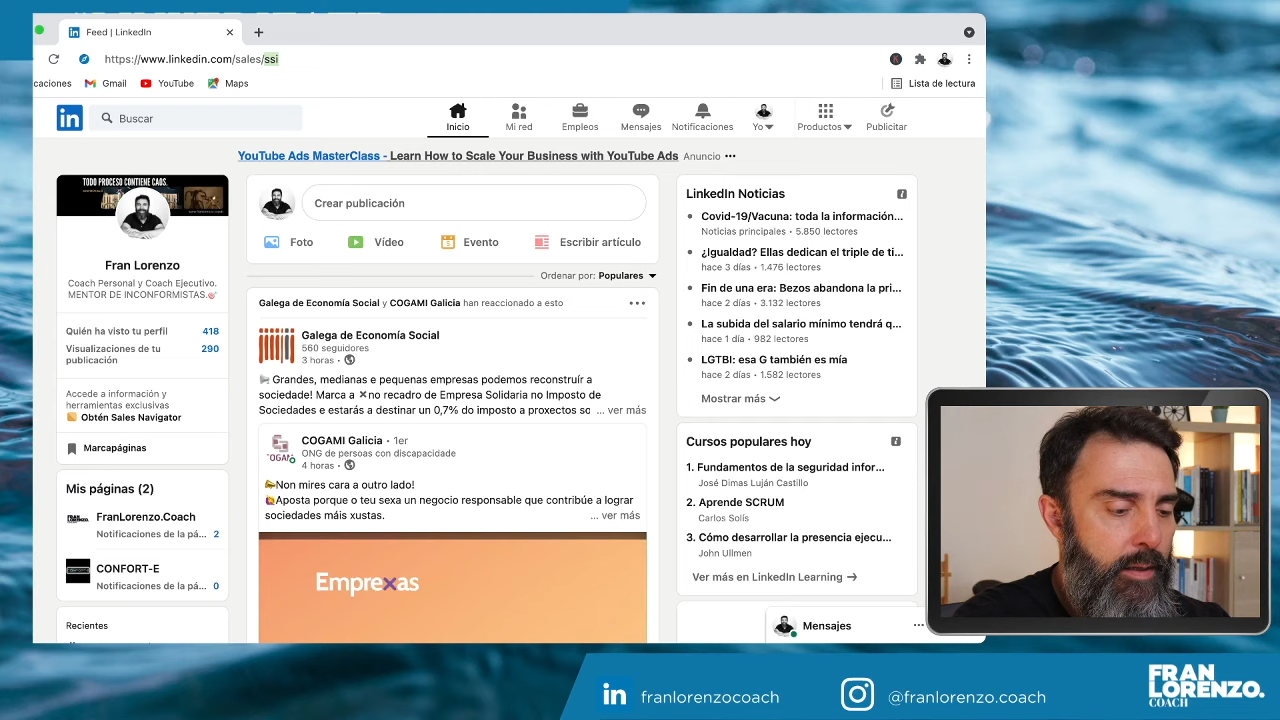 Feed | LinkedIn
https://www.linkedin.com/sales/ssi
caciones
Gmail
YouTube
Maps
Lista de lectura
in
Buscar
Inicio
Mi red
Empleos
Mensajes
Notificaciones
Yo
Productos
Publicitar
YouTube Ads MasterClass - Learn How to Scale Your Business with YouTube Ads Anuncio •••
TODO PROCESO CONTIENE CAOS.
Fran Lorenzo
Coach Personal y Coach Ejecutivo.
MENTOR DE INCONFORMISTAS.
Quién ha visto tu perfil 418
Visualizaciones de tu publicación 290
Accede a información y
herramientas exclusivas
Obtén Sales Navigator
Marcapáginas
Mis páginas (2)
FranLorenzo.Coach
Notificaciones de la pá... 2
CONFORT-E
Notificaciones de la pá... 0
Recientes
Crear publicación
Foto
Vídeo
Evento
Escribir artículo
Ordenar por: Populares
Galega de Economía Social y COGAMI Galicia han reaccionado a esto
Galega de Economía Social
560 seguidores
3 horas •
Grandes, medianas e pequenas empresas podemos reconstruír a
sociedade! Marca a no recadro de Empresa Solidaria no Imposto de
Sociedades e estarás a destinar un 0,7% do imposto a proxectos so ... ver más
COGAMI Galicia • 1er
ONG de persoas con discapacidade
4 horas •
Non mires cara a outro lado!
Aposta porque o teu sexa un negocio responsable que contribúe a lograr
sociedades máis xustas. ... ver más
Emprexas
LinkedIn Noticias
Covid-19/Vacuna: toda la información...
Noticias principales • 5.850 lectores
¿Igualdad? Ellas dedican el triple de ti...
hace 3 días • 1.476 lectores
Fin de una era: Bezos abandona la pri...
hace 2 días • 3.132 lectores
La subida del salario mínimo tendrá q...
hace 1 día • 982 lectores
LGTBI: esa G también es mía
hace 2 días • 1.582 lectores
Mostrar más
Cursos populares hoy
1. Fundamentos de la seguridad infor...
José Dimas Luján Castillo
2. Aprende SCRUM
Carlos Solís
3. Cómo desarrollar la presencia ejecu...
John Ullmen
Ver más en LinkedIn Learning →
Mensajes •••
in franlorenzocoach
@franlorenzo.coach
FRAN
LORENZO.
COACH